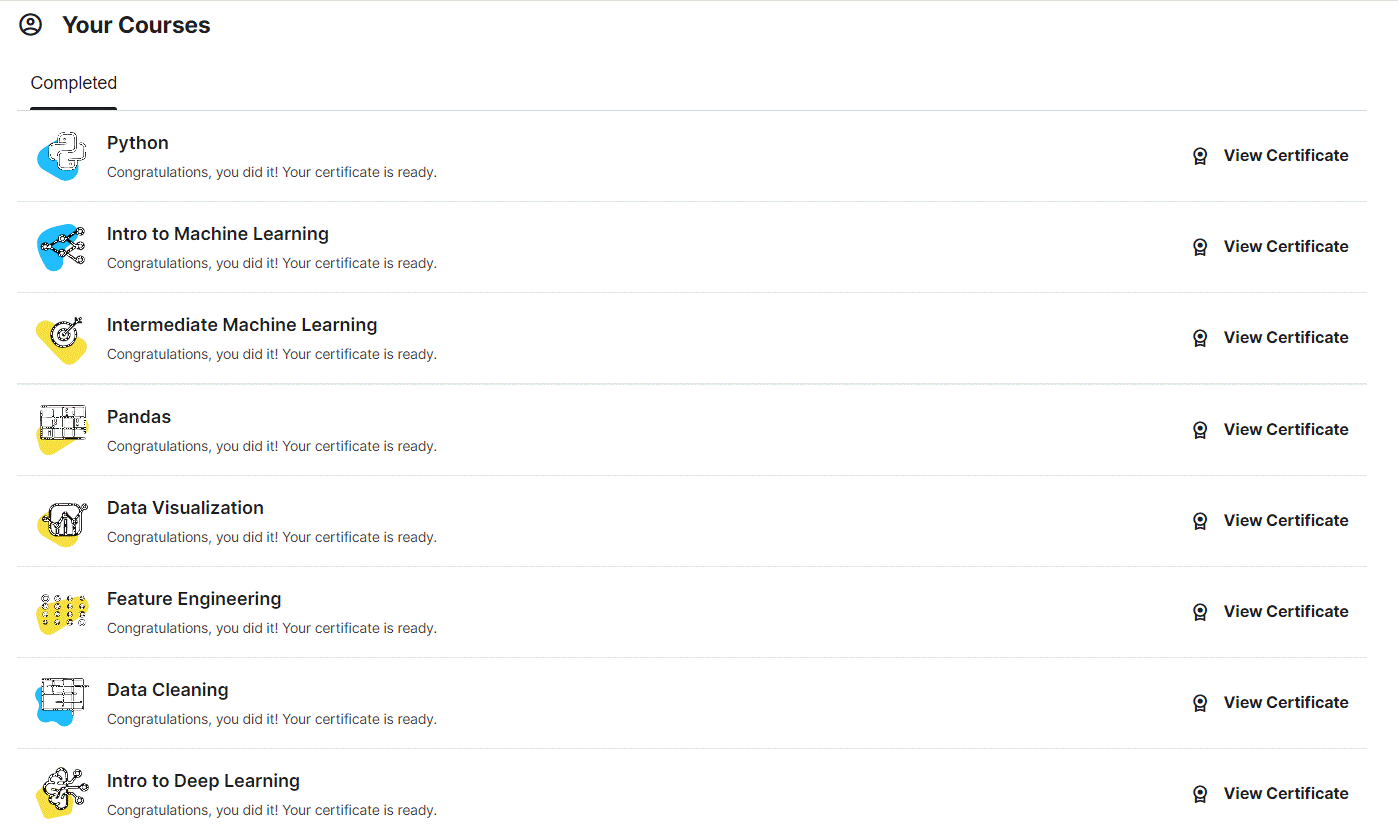 Your Courses
Completed
Python
Congratulations, you did it! Your certificate is ready.
View Certificate
Intro to Machine Learning
Congratulations, you did it! Your certificate is ready.
View Certificate
Intermediate Machine Learning
Congratulations, you did it! Your certificate is ready.
View Certificate
Pandas
Congratulations, you did it! Your certificate is ready.
View Certificate
Data Visualization
Congratulations, you did it! Your certificate is ready.
View Certificate
Feature Engineering
Congratulations, you did it! Your certificate is ready.
View Certificate
Data Cleaning
Congratulations, you did it! Your certificate is ready.
View Certificate
Intro to Deep Learning
Congratulations, you did it! Your certificate is ready.
View Certificate